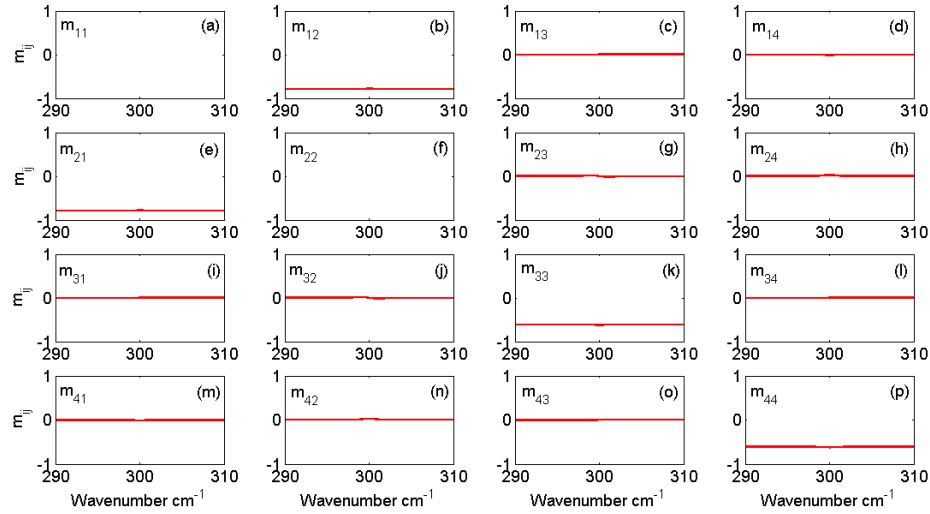 m11 (a) m12 (b) m13 (c) m14 (d)
1 1 1 1
mij 0 0 0 0
-1 -1 -1 -1
290 300 310 290 300 310 290 300 310 290 300 310
m21 (e) m22 (f) m23 (g) m24 (h)
1 1 1 1
mij 0 0 0 0
-1 -1 -1 -1
290 300 310 290 300 310 290 300 310 290 300 310
m31 (i) m32 (j) m33 (k) m34 (l)
1 1 1 1
mij 0 0 0 0
-1 -1 -1 -1
290 300 310 290 300 310 290 300 310 290 300 310
m41 (m) m42 (n) m43 (o) m44 (p)
1 1 1 1
mij 0 0 0 0
-1 -1 -1 -1
290 300 310 290 300 310 290 300 310 290 300 310
Wavenumber cm-1 Wavenumber cm-1 Wavenumber cm-1 Wavenumber cm-1